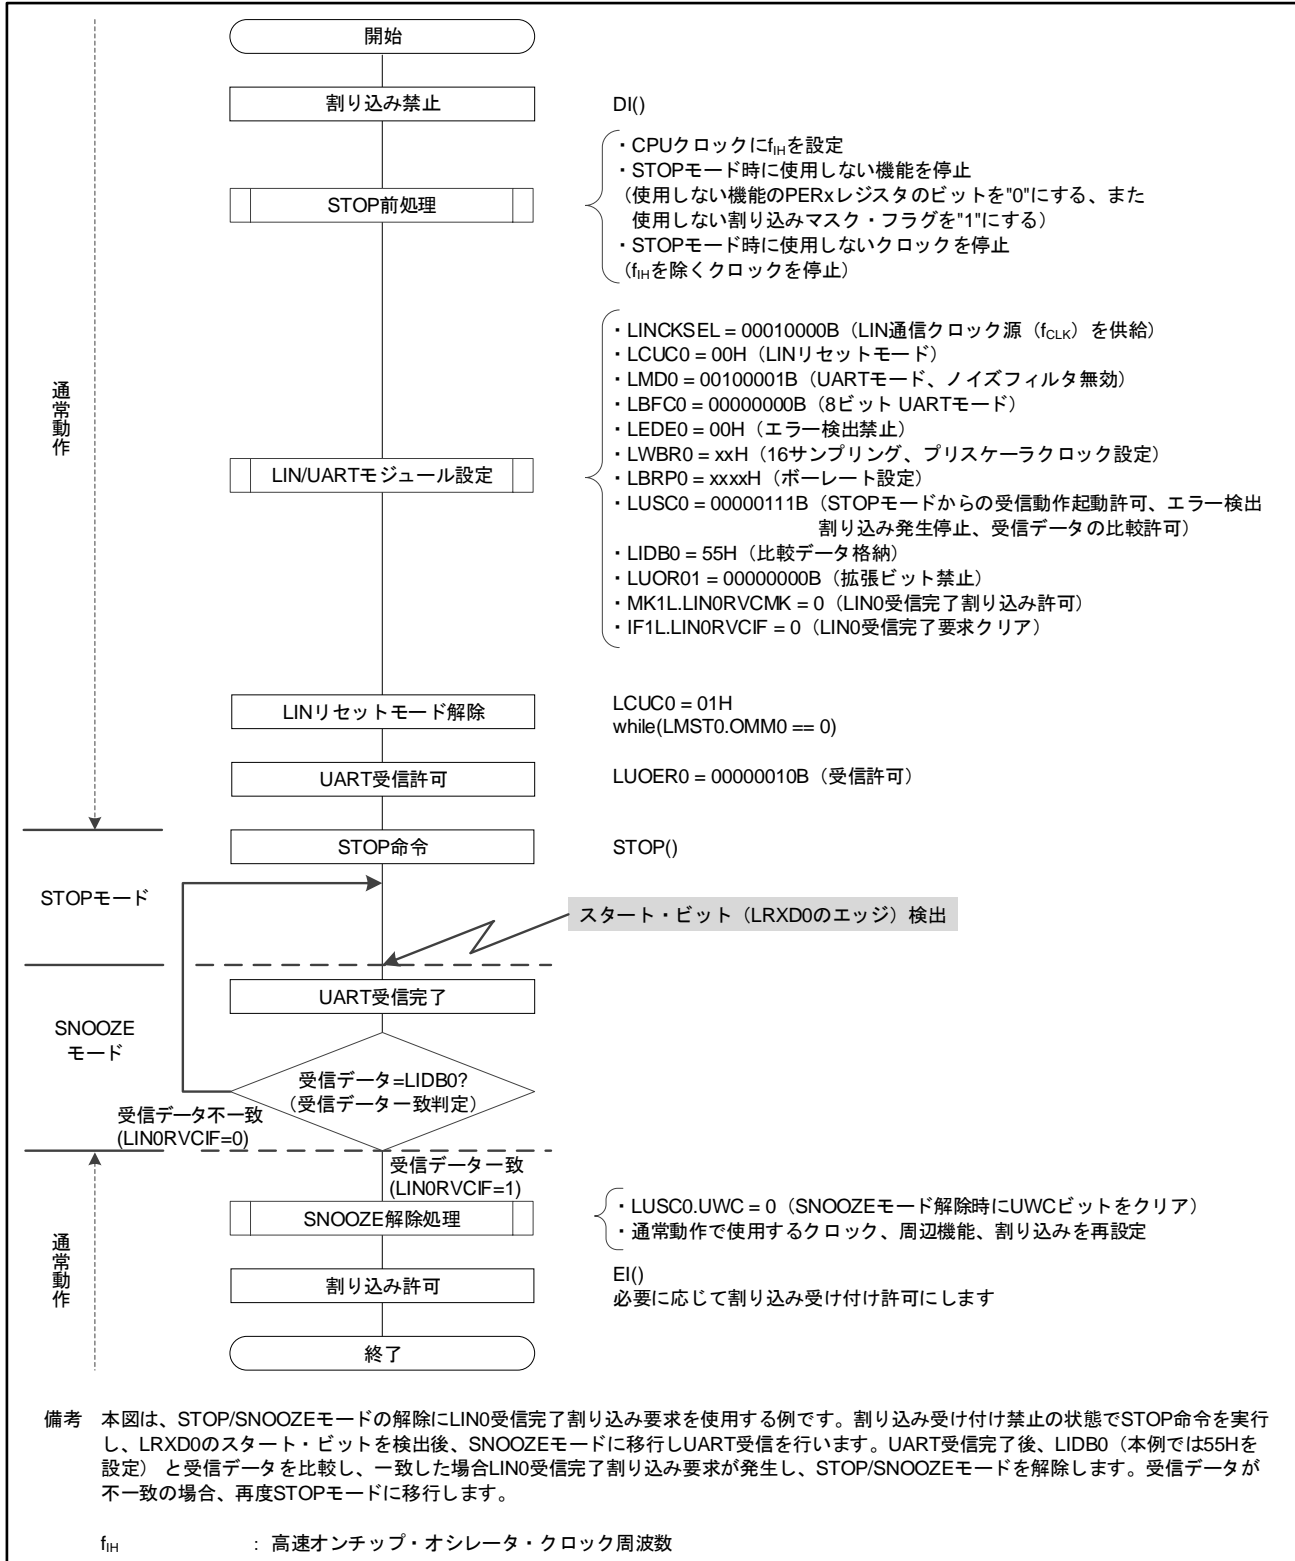 開始
割り込み禁止
DI()
STOP前処理
・CPUクロックにfIHを設定
・STOPモード時に使用しない機能を停止
（使用しない機能のPERxレジスタのビットを"0"にする、また
使用しない割り込みマスク・フラグを"1"にする）
・STOPモード時に使用しないクロックを停止
（fIHを除くクロックを停止）
通常動作
LIN/UARTモジュール設定
・LINCKSEL = 00010000B（LIN通信クロック源（fCLK）を供給）
・LCUC0 = 00H（LINリセットモード）
・LMD0 = 00100001B（UARTモード、ノイズフィルタ無効）
・LBFC0 = 00000000B（8ビット UARTモード）
・LEDE0 = 00H（エラー検出禁止）
・LWBR0 = xxH（16サンプリング、プリスケーラクロック設定）
・LBRP0 = xxxxH（ボーレート設定）
・LUSC0 = 00000111B（STOPモードからの受信動作起動許可、エラー検出
割り込み発生停止、受信データの比較許可）
・LIDB0 = 55H（比較データ格納）
・LUOR01 = 00000000B（拡張ビット禁止）
・MK1L.LIN0RVCMK = 0（LIN0受信完了割り込み許可）
・IF1L.LIN0RVCIF = 0（LIN0受信完了要求クリア）
LINリセットモード解除
LCUC0 = 01H
while(LMST0.OMM0 == 0)
UART受信許可
LUOER0 = 00000010B（受信許可）
STOP命令
STOP()
STOPモード
スタート・ビット（LRXD0のエッジ）検出
UART受信完了
SNOOZE
モード
受信データ=LIDB0?
（受信データ一致判定）
受信データ不一致
(LIN0RVCIF=0)
受信データ一致
(LIN0RVCIF=1)
SNOOZE解除処理
・LUSC0.UWC = 0（SNOOZEモード解除時にUWCビットをクリア）
・通常動作で使用するクロック、周辺機能、割り込みを再設定
通常動作
割り込み許可
EI()
必要に応じて割り込み受け付け許可にします
終了
備考 本図は、STOP/SNOOZEモードの解除にLIN0受信完了割り込み要求を使用する例です。割り込み受け付け禁止の状態でSTOP命令を実行
し、LRXD0のスタート・ビットを検出後、SNOOZEモードに移行しUART受信を行います。UART受信完了後、LIDB0（本例では55Hを
設定） と受信データを比較し、一致した場合LIN0受信完了割り込み要求が発生し、STOP/SNOOZEモードを解除します。受信データが
不一致の場合、再度STOPモードに移行します。
fIH : 高速オンチップ・オシレータ・クロック周波数